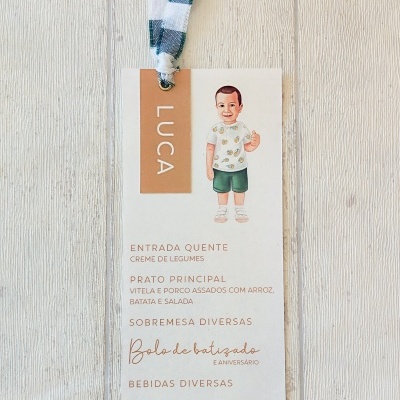 LUCA
ENTRADA QUENTE
CREME DE LEGUMES
PRATO PRINCIPAL
VITELA E PORCO ASSADOS COM ARROZ,
BATATA E SALADA
SOBREMESA DIVERSAS
Bolo de batizado
E ANIVERSÁRIO
BEBIDAS DIVERSAS